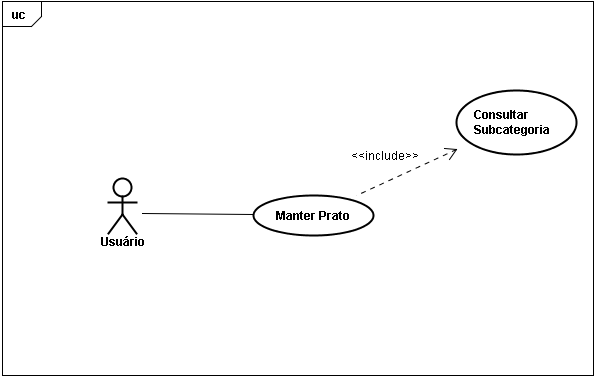 uc
Consultar
Subcategoria
<<include>>
Manter Prato
Usuário